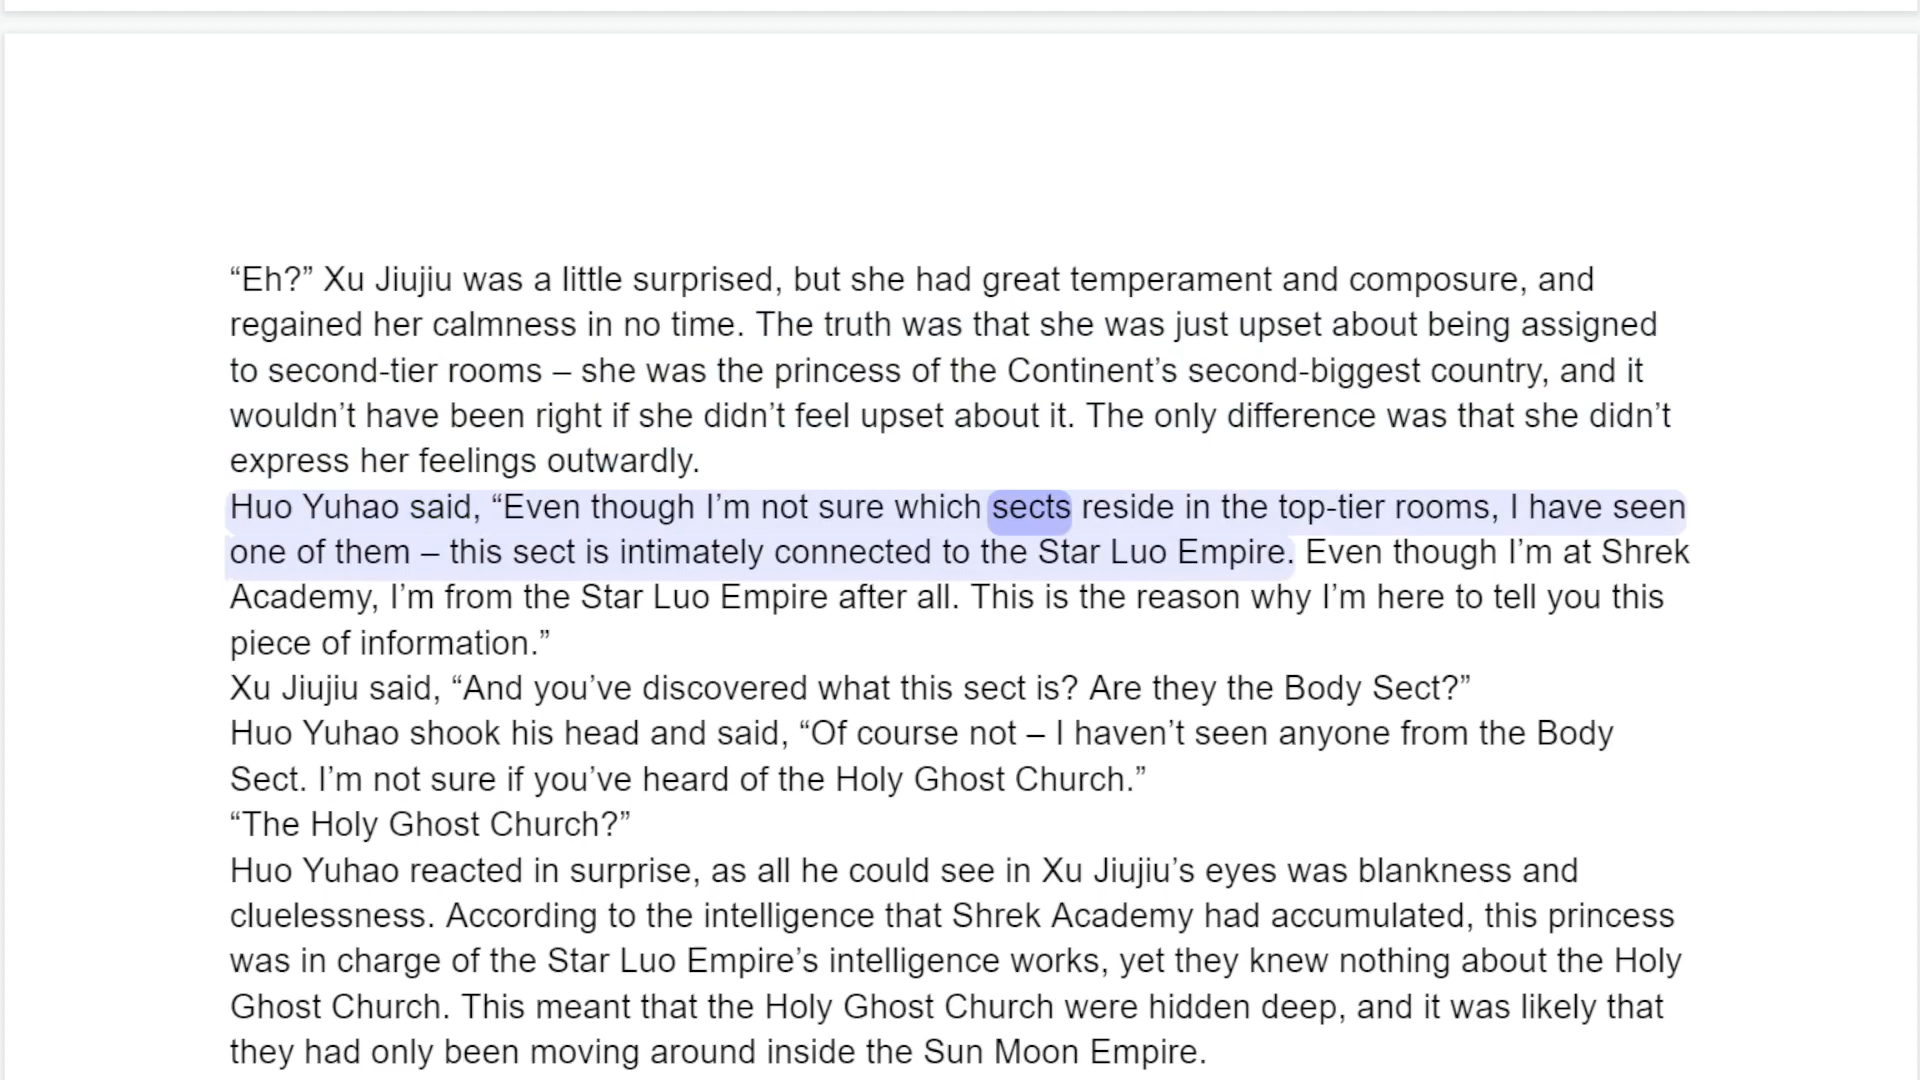 “Eh?” Xu Jiujiu was a little surprised, but she had great temperament and composure, and
regained her calmness in no time. The truth was that she was just upset about being assigned
to second-tier rooms – she was the princess of the Continent’s second-biggest country, and it
wouldn’t have been right if she didn’t feel upset about it. The only difference was that she didn’t
express her feelings outwardly.
Huo Yuhao said, “Even though I’m not sure which sects reside in the top-tier rooms, I have seen
one of them – this sect is intimately connected to the Star Luo Empire. Even though I’m at Shrek
Academy, I’m from the Star Luo Empire after all. This is the reason why I’m here to tell you this
piece of information.”
Xu Jiujiu said, “And you’ve discovered what this sect is? Are they the Body Sect?”
Huo Yuhao shook his head and said, “Of course not – I haven’t seen anyone from the Body
Sect. I’m not sure if you’ve heard of the Holy Ghost Church.”
“The Holy Ghost Church?”
Huo Yuhao reacted in surprise, as all he could see in Xu Jiujiu’s eyes was blankness and
cluelessness. According to the intelligence that Shrek Academy had accumulated, this princess
was in charge of the Star Luo Empire’s intelligence works, yet they knew nothing about the Holy
Ghost Church. This meant that the Holy Ghost Church were hidden deep, and it was likely that
they had only been moving around inside the Sun Moon Empire.